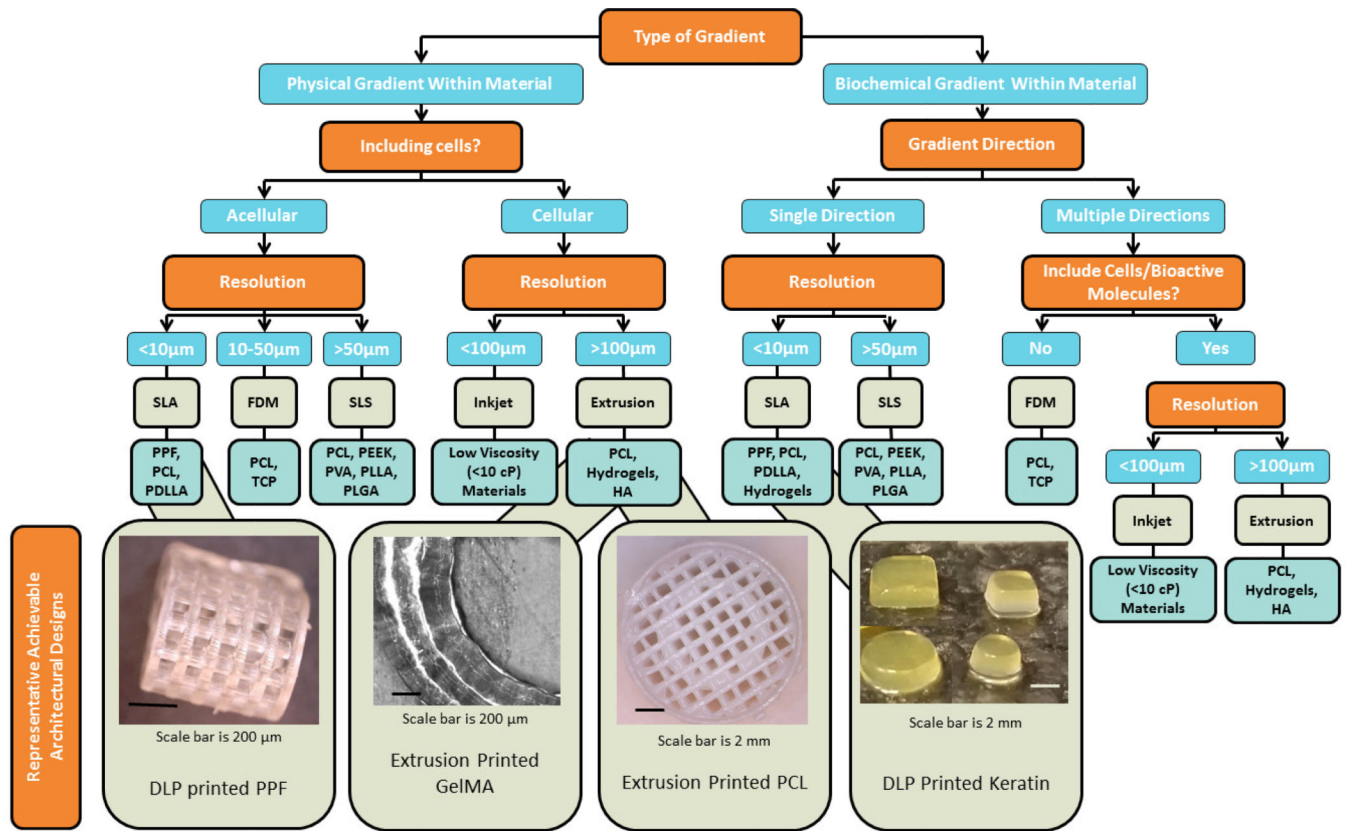 Type of Gradient
Physical Gradient Within Material
Biochemical Gradient Within Material
Including cells?
Gradient Direction
Acellular
Cellular
Single Direction
Multiple Directions
Resolution
Resolution
Resolution
Include Cells/Bioactive
Molecules?
<10µm
10-50µm
>50µm
<100µm
>100µm
<10µm
>50µm
No
Yes
SLA
FDM
SLS
Inkjet
Extrusion
SLA
SLS
FDM
Resolution
PPF,
PCL,
PDLLA
PCL,
TCP
PCL, PEEK,
PVA, PLLA,
PLGA
Low Viscosity
(<10 cP)
Materials
PCL,
Hydrogels,
HA
PPF, PCL,
PDLLA,
Hydrogels
PCL, PEEK,
PVA, PLLA,
PLGA
PCL,
TCP
<100µm
>100µm
Inkjet
Extrusion
Low Viscosity
(<10 cP)
Materials
PCL,
Hydrogels,
HA
Representative Achievable
Architectural Designs
Scale bar is 200 µm
DLP printed PPF
Scale bar is 200 µm
Extrusion Printed
GelMA
Scale bar is 2 mm
Extrusion Printed PCL
Scale bar is 2 mm
DLP Printed Keratin